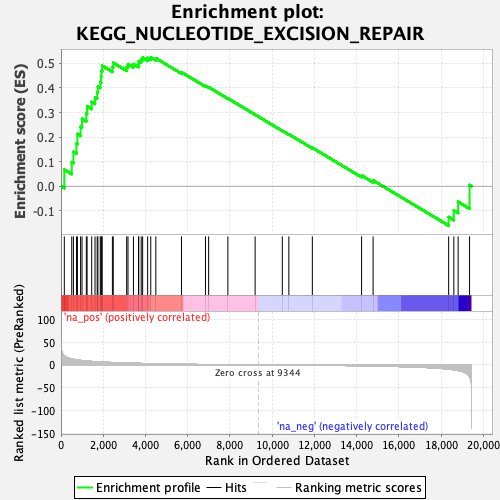 Enrichment plot:
KEGG_NUCLEOTIDE_EXCISION_REPAIR
Enrichment score (ES)
0.5
0.4
0.3
0.2
0.1
0.0
-0.1
'na_pos' (positively correlated)
Ranked list metric (PreRanked)
100
50
0
-50
-100
-150
Zero cross at 9344
'na_neg' (negatively correlated)
0 2,000 4,000 6,000 8,000 10,000 12,000 14,000 16,000 18,000 20,000
Rank in Ordered Dataset
Enrichment profile Hits Ranking metric scores